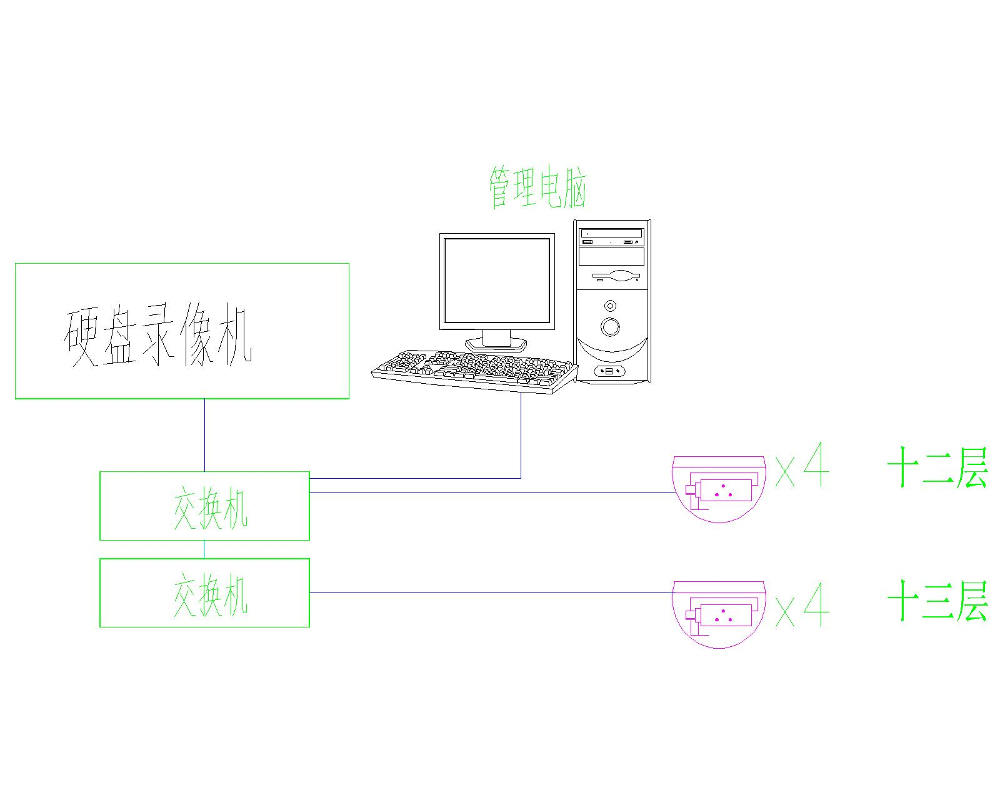 管理电脑
硬盘录像机
交换机
x4 十二层
交换机
x4 十三层